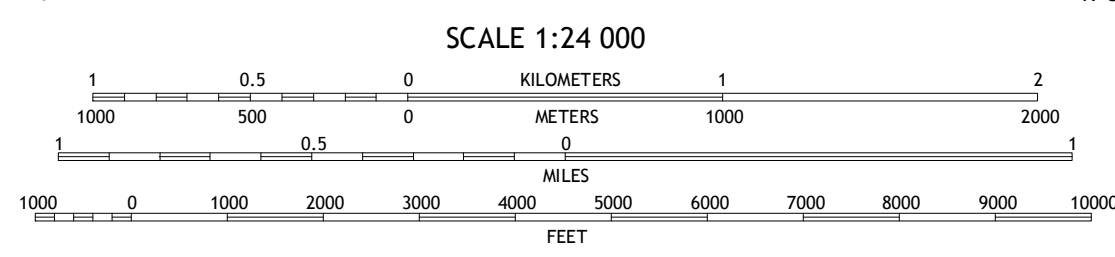 SCALE 1:24 000
1 0.5 0 KILOMETERS 1 2
1000 500 0 METERS 1000 2000
1 0.5 0 1
MILES
1000 0 1000 2000 3000 4000 5000 6000 7000 8000 9000 10000
FEET